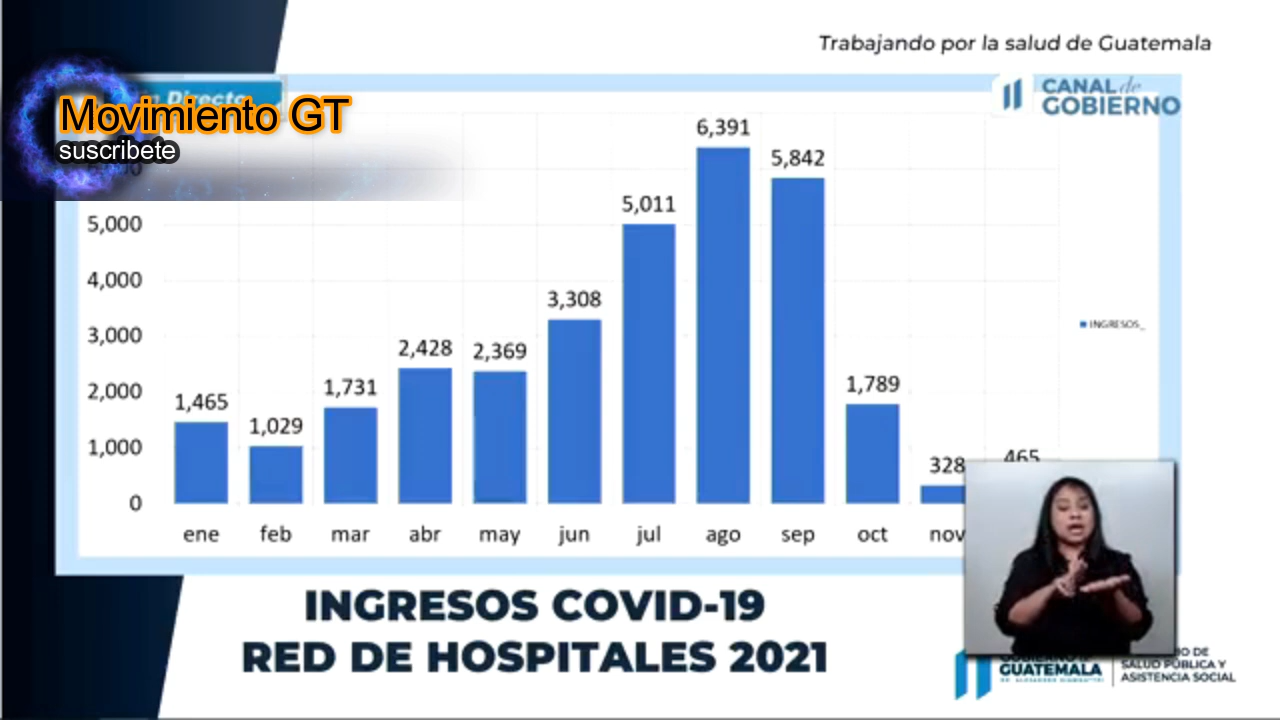 Trabajando por la salud de Guatemala
Directo
CANAL de
GOBIERNO
Movimiento GT
suscribete
6,391
5,842
5,011
5,000
4,000
3,308
3,000
2,428
2,369
2,000
1,731
1,789
1,465
1,029
1,000
328
465
0
INGRESOS_
ene feb mar abr may jun jul ago sep oct nov
INGRESOS COVID-19
RED DE HOSPITALES 2021
GUATEMALA
DE
SALUD PÚBLICA Y
ASISTENCIA SOCIAL